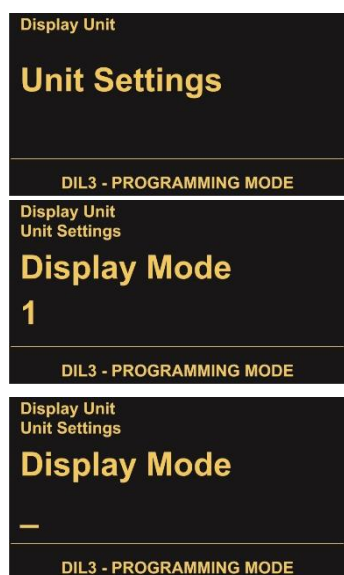 Display Unit
Unit Settings
DIL3 - PROGRAMMING MODE
Display Unit
Unit Settings
Display Mode
1
DIL3 - PROGRAMMING MODE
Display Unit
Unit Settings
Display Mode
_
DIL3 - PROGRAMMING MODE